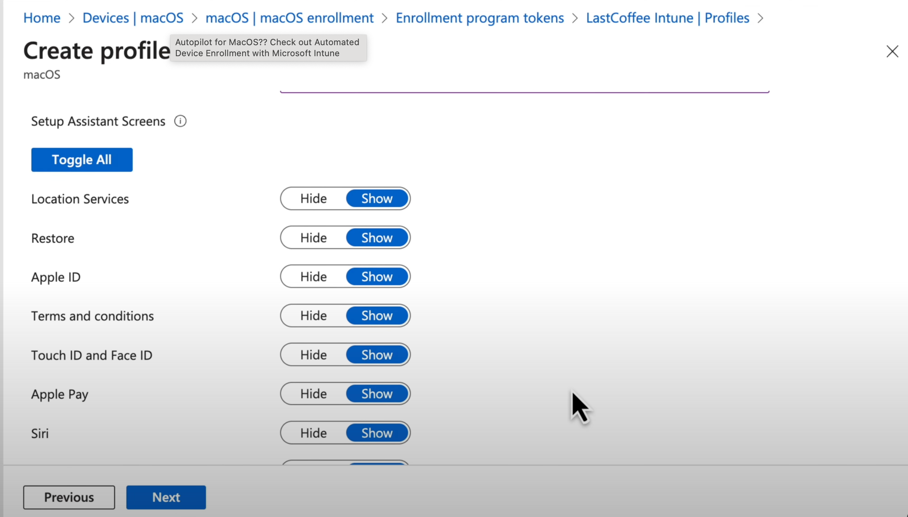 Home > Devices | macOS > macOS | macOS enrollment > Enrollment program tokens > LastCoffee Intune | Profiles >
Create profile
Autopilot for MacOS?? Check out Automated
Device Enrollment with Microsoft Intune
macOS
Setup Assistant Screens
Toggle All
Location Services Hide Show
Restore Hide Show
Apple ID Hide Show
Terms and conditions Hide Show
Touch ID and Face ID Hide Show
Apple Pay Hide Show
Siri Hide Show
Previous Next